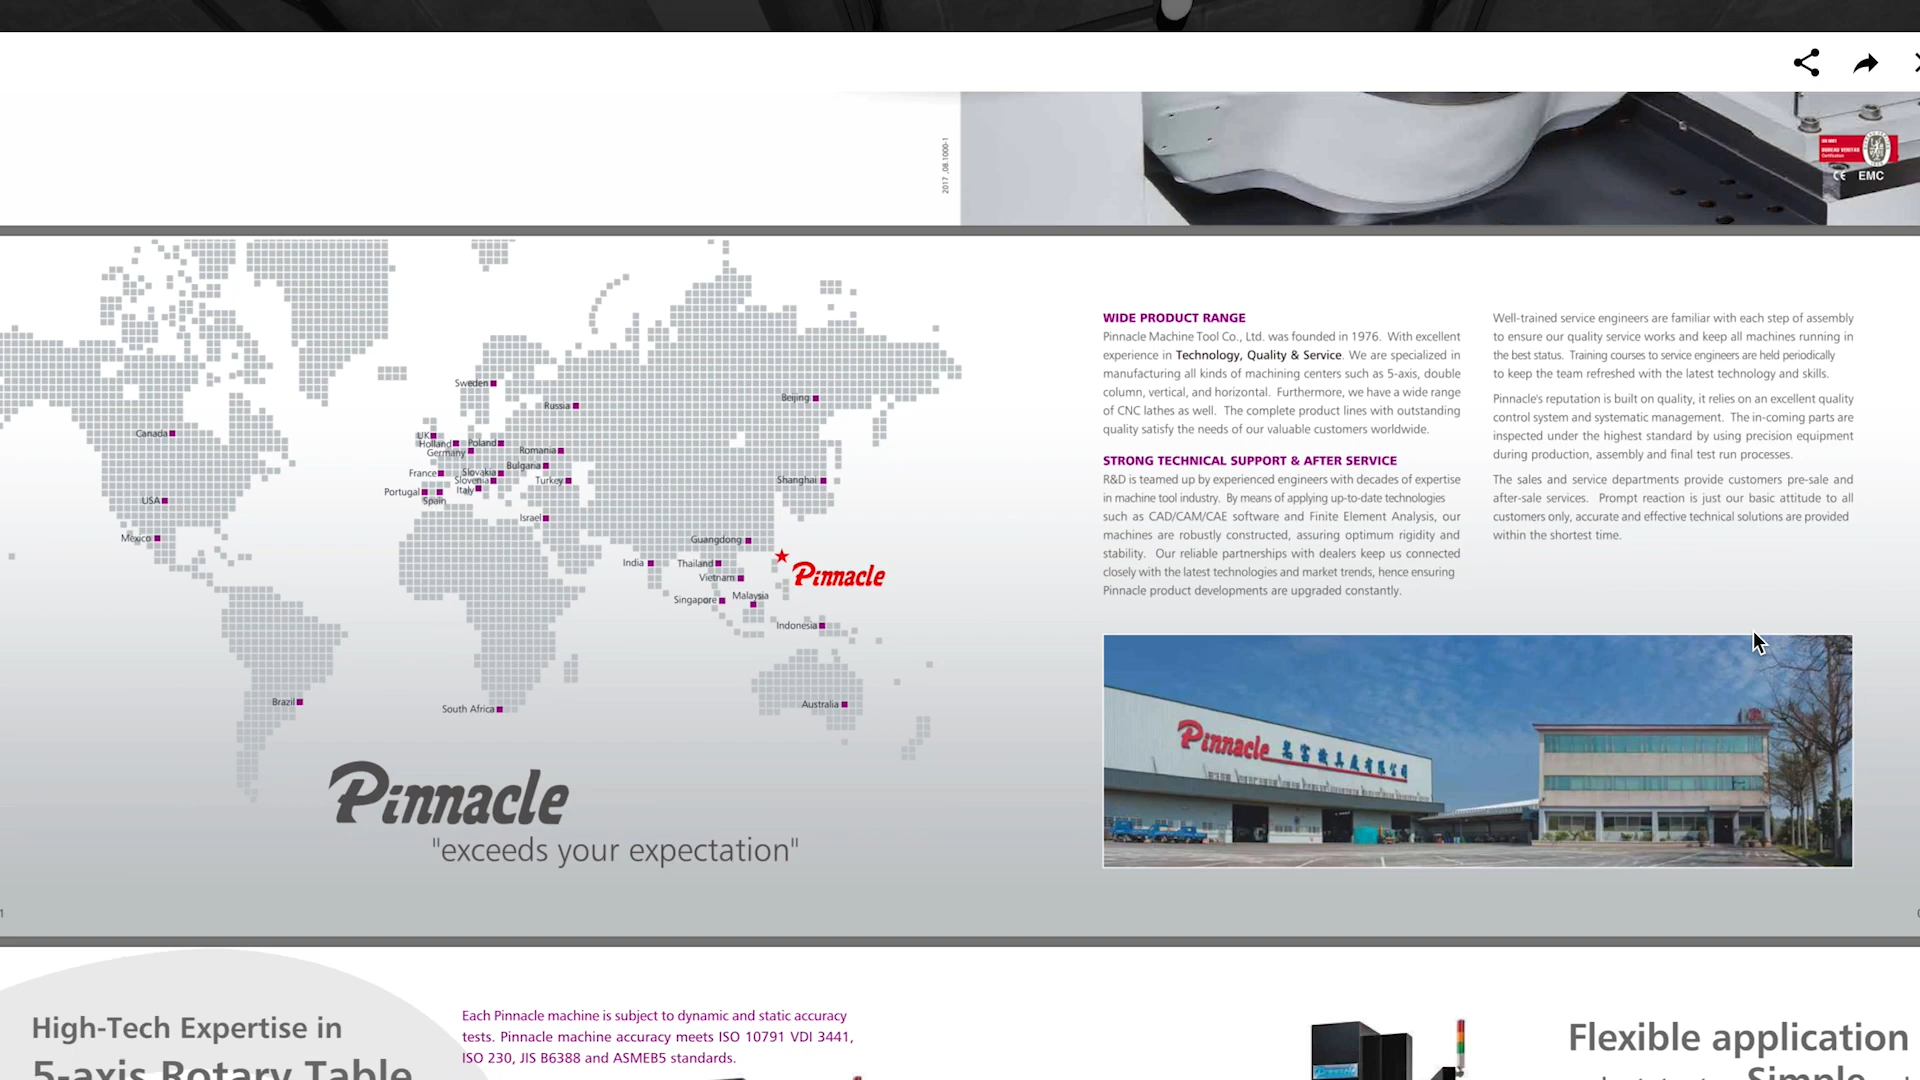 2017 .08.1000-1
CE EMC
Sweden
Russia
Beijing
Canada
UK
Holland
Poland
Germany
Romania
Bulgaria
France
Slovakia
Slovenia
Turkey
Shanghai
Portugal
Italy
Spain
USA
Israel
Mexico
Guangdong
India
Thailand
Pinnacle
Vietnam
Singapore
Malaysia
Indonesia
Brazil
South Africa
Australia
Pinnacle
"exceeds your expectation"
WIDE PRODUCT RANGE
Pinnacle Machine Tool Co., Ltd. was founded in 1976. With excellent
experience in Technology, Quality & Service. We are specialized in
manufacturing all kinds of machining centers such as 5-axis, double
column, vertical, and horizontal. Furthermore, we have a wide range
of CNC lathes as well. The complete product lines with outstanding
quality satisfy the needs of our valuable customers worldwide.
STRONG TECHNICAL SUPPORT & AFTER SERVICE
R&D is teamed up by experienced engineers with decades of expertise
in machine tool industry. By means of applying up-to-date technologies
such as CAD/CAM/CAE software and Finite Element Analysis, our
machines are robustly constructed, assuring optimum rigidity and
stability. Our reliable partnerships with dealers keep us connected
closely with the latest technologies and market trends, hence ensuring
Pinnacle product developments are upgraded constantly.
Well-trained service engineers are familiar with each step of assembly
to ensure our quality service works and keep all machines running in
the best status. Training courses to service engineers are held periodically
to keep the team refreshed with the latest technology and skills.
Pinnacle's reputation is built on quality, it relies on an excellent quality
control system and systematic management. The in-coming parts are
inspected under the highest standard by using precision equipment
during production, assembly and final test run processes.
The sales and service departments provide customers pre-sale and
after-sale services. Prompt reaction is just our basic attitude to all
customers only, accurate and effective technical solutions are provided
within the shortest time.
Pinnacle
1
High-Tech Expertise in
5-axis Rotary Table
Each Pinnacle machine is subject to dynamic and static accuracy
tests. Pinnacle machine accuracy meets ISO 10791 VDI 3441,
ISO 230, JIS B6388 and ASMEB5 standards.
Pinnacle
Flexible application
Simple